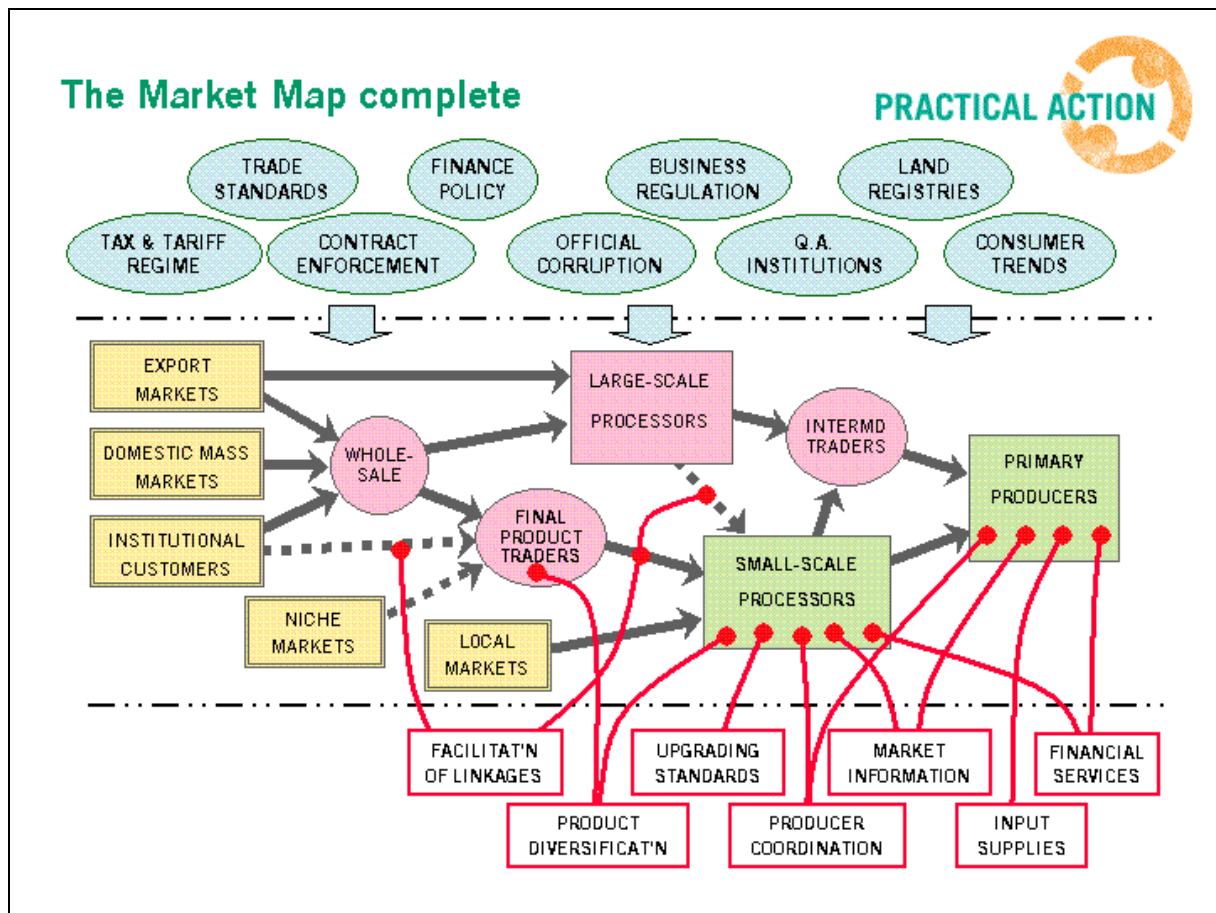 The Market Map complete
PRACTICAL ACTION
TRADE
STANDARDS
FINANCE
POLICY
BUSINESS
REGULATION
LAND
REGISTRIES
TAX & TARIFF
REGIME
CONTRACT
ENFORCEMENT
OFFICIAL
CORRUPTION
Q.A.
INSTITUTIONS
CONSUMER
TRENDS
EXPORT
MARKETS
LARGE-SCALE
PROCESSORS
INTERMD
TRADERS
DOMESTIC MASS
MARKETS
WHOLE-
SALE
PRIMARY
PRODUCERS
INSTITUTIONAL
CUSTOMERS
FINAL
PRODUCT
TRADERS
SMALL-SCALE
PROCESSORS
NICHE
MARKETS
LOCAL
MARKETS
FACILITAT'N
OF LINKAGES
UPGRADING
STANDARDS
MARKET
INFORMATION
FINANCIAL
SERVICES
PRODUCT
DIVERSIFICAT'N
PRODUCER
COORDINATION
INPUT
SUPPLIES